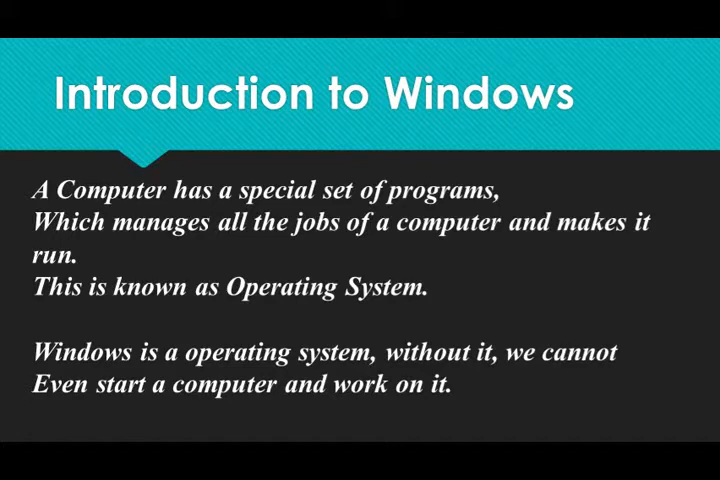 Introduction to Windows
A Computer has a special set of programs,
Which manages all the jobs of a computer and makes it
run.
This is known as Operating System.
Windows is a operating system, without it, we cannot
Even start a computer and work on it.